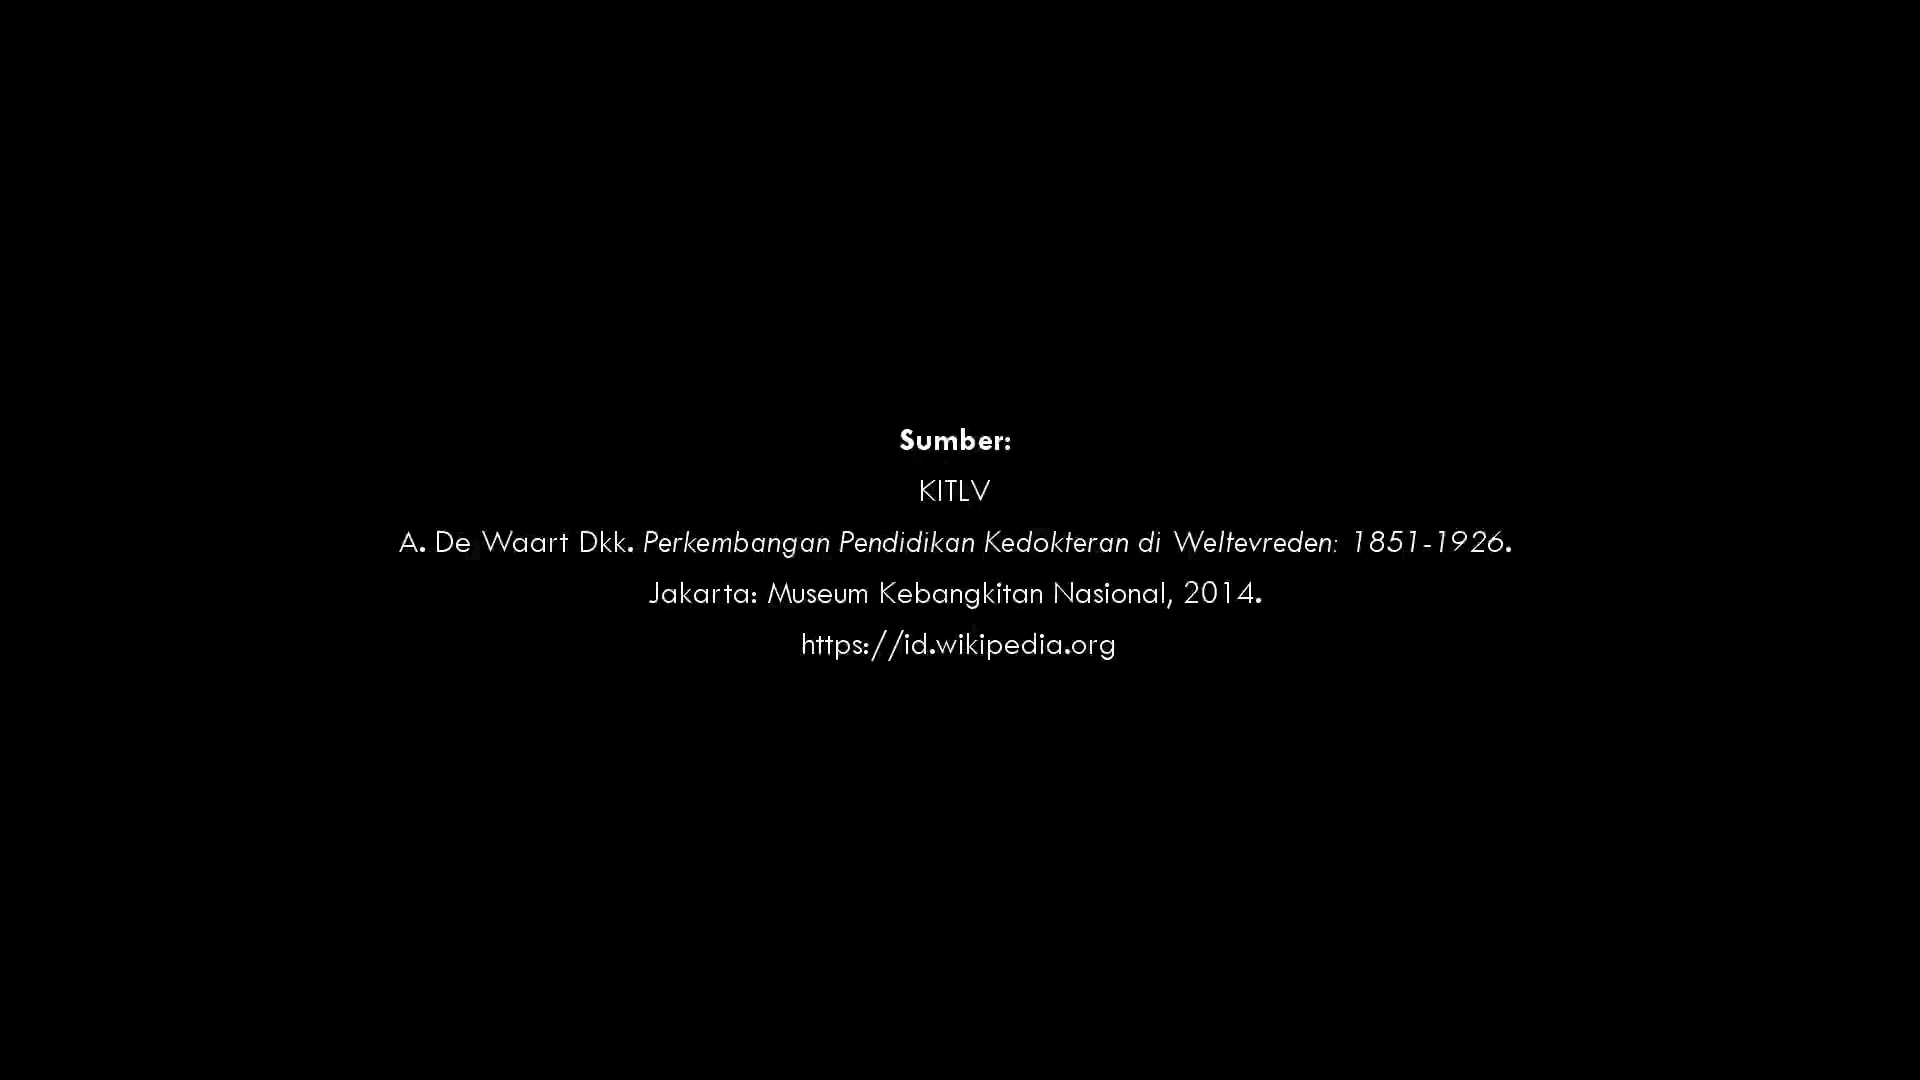 Sumber:
KITLV
A. De Waart Dkk. Perkembangan Pendidikan Kedokteran di Weltevreden: 1851-1926.
Jakarta: Museum Kebangkitan Nasional, 2014.
https://id.wikipedia.org